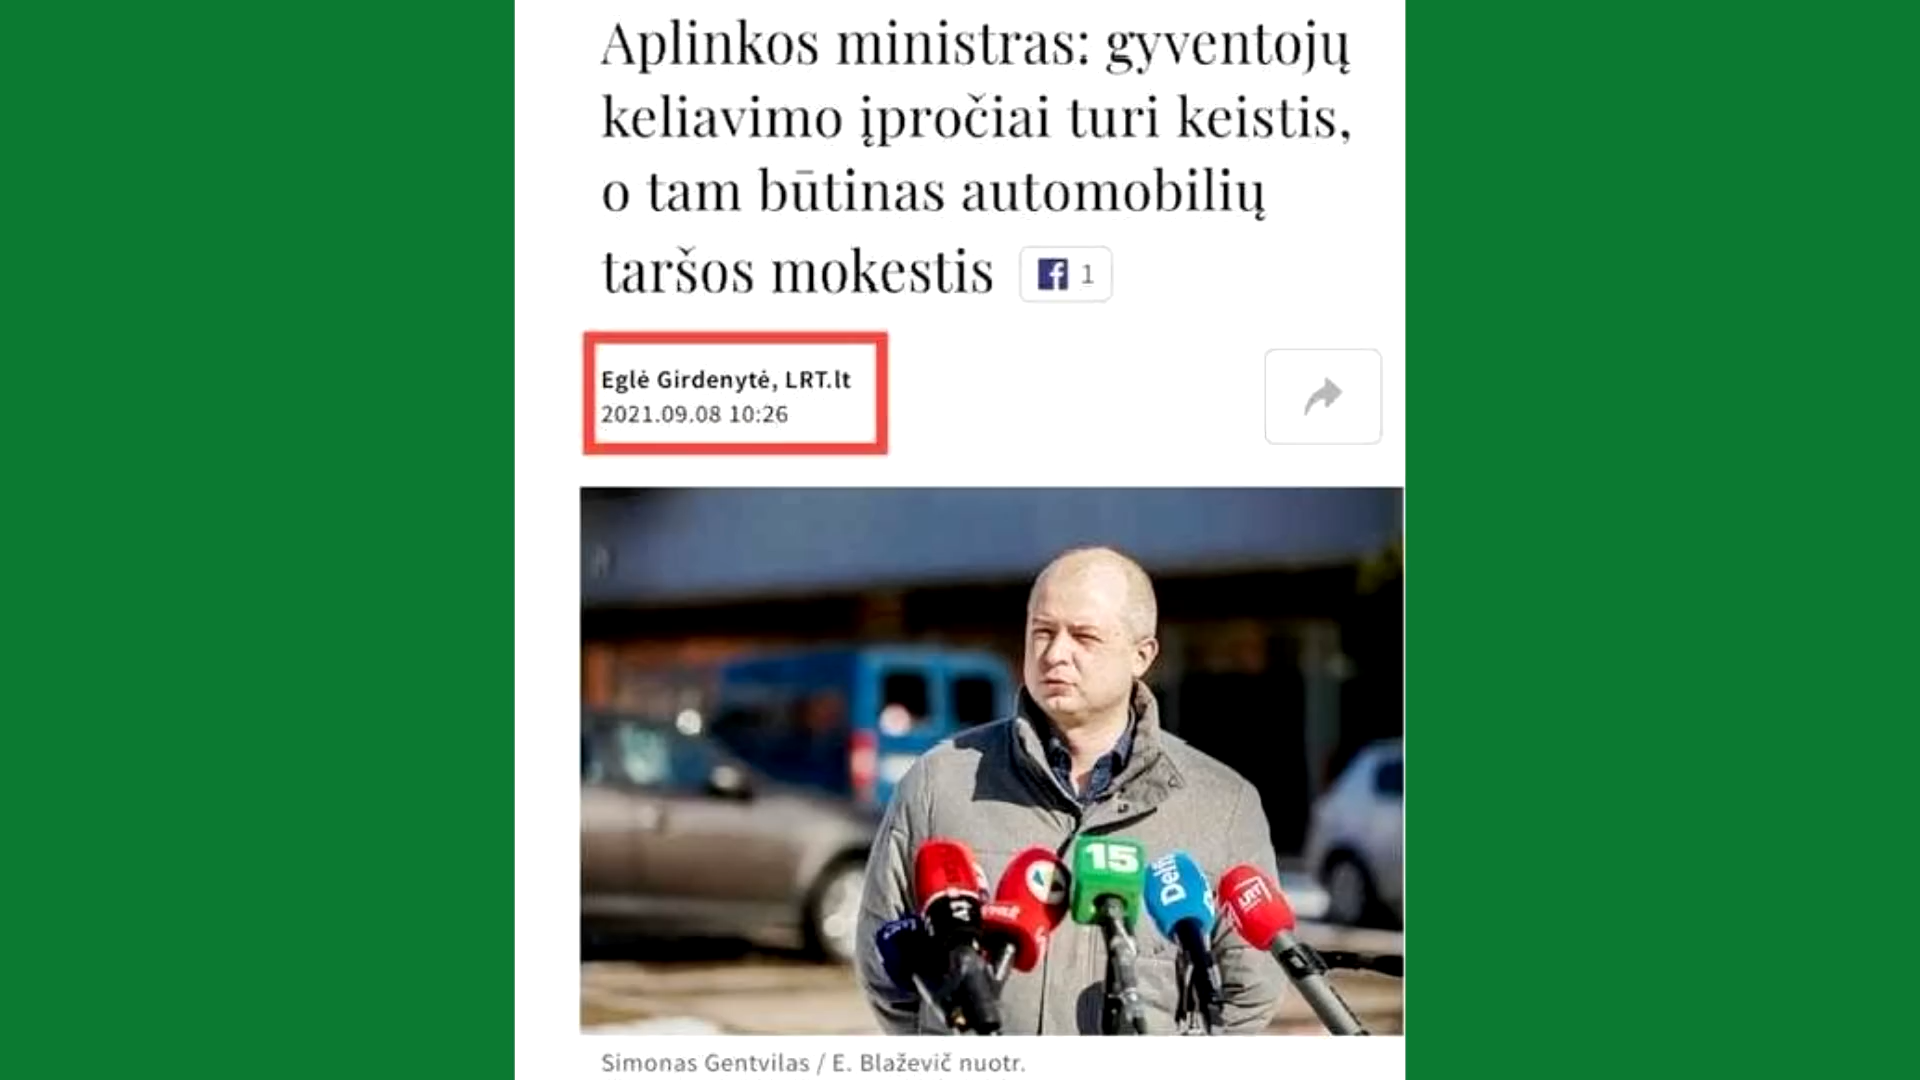 Aplinkos ministras: gyventojų
keliavimo įpročiai turi keistis,
o tam būtinas automobilių
taršos mokestis
1
Eglė Girdenytė, LRT.lt
2021.09.08 10:26
15
Delfi
LRT
Simonas Gentvilas / E. Blaževič nuotr.